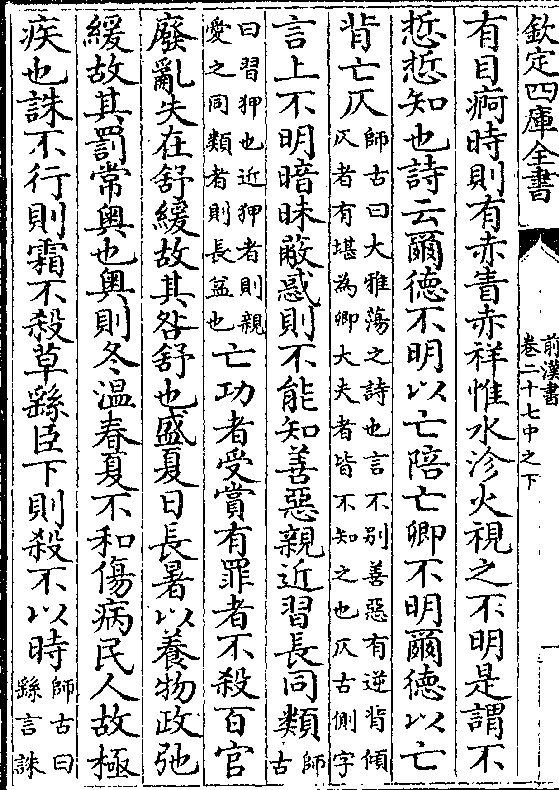 欽定四庫全書
前漢書
卷二十七中之下
一
有目痾時則有赤眚赤祥惟水沴火視之不明是謂不
悊悊知也詩云爾德不明以亡陪亡卿不明爾德以亡
背亡仄師古曰大雅蕩之詩也言不别善惡有逆背傾仄者有堪為卿大夫者皆不知之也仄古側字
言上不明暗昧蔽惑則不能知善惡親近習長同類師古
曰習狎也近狎者則親愛之同類者則長益也亡功者受賞有罪者不殺百官
廢亂失在舒緩故其咎舒也盛夏日長暑以養物政弛
緩故其罰常奥也奥則冬溫春夏不和傷病民人故極
疾也誅不行則霜不殺草繇臣下則殺不以時師古曰繇言誅